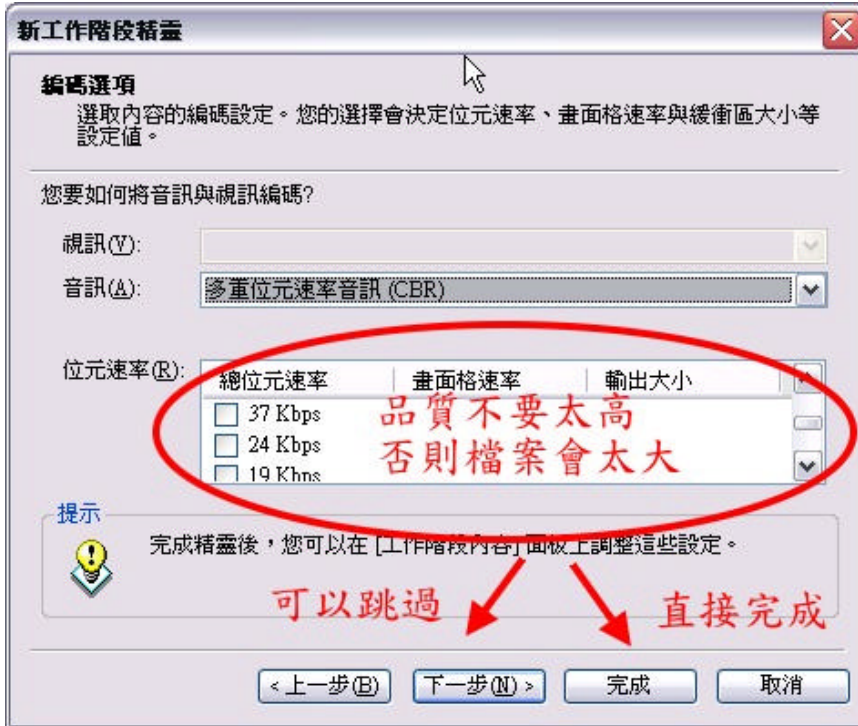 新工作階段精靈
編碼選項
選取內容的編碼設定。您的選擇會決定位元速率、畫面格速率與緩衝區大小等
設定值。
您要如何將音訊與視訊編碼?
視訊(V):
音訊(A):
多重位元速率音訊 (CBR)
位元速率(R):
總位元速率
畫面格速率
輸出大小
37 Kbps
24 Kbps
19 Kbps
品質不要太高
否則檔案會太大
提示
完成精靈後，您可以在 [工作階段內容] 面板上調整這些設定。
可以跳過
直接完成
<上一步(B)
下一步(N) >
完成
取消